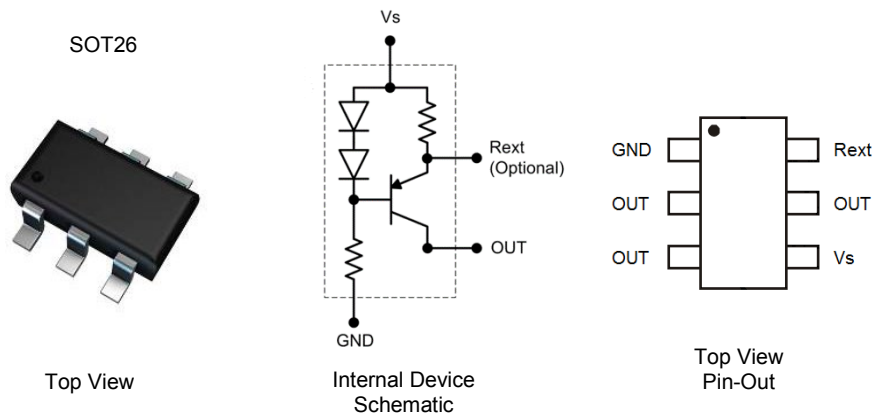 SOT26
Top View
Vs
Rext
(Optional)
OUT
GND
Internal Device
Schematic
GND
Rext
OUT
OUT
OUT
Vs
Top View
Pin-Out